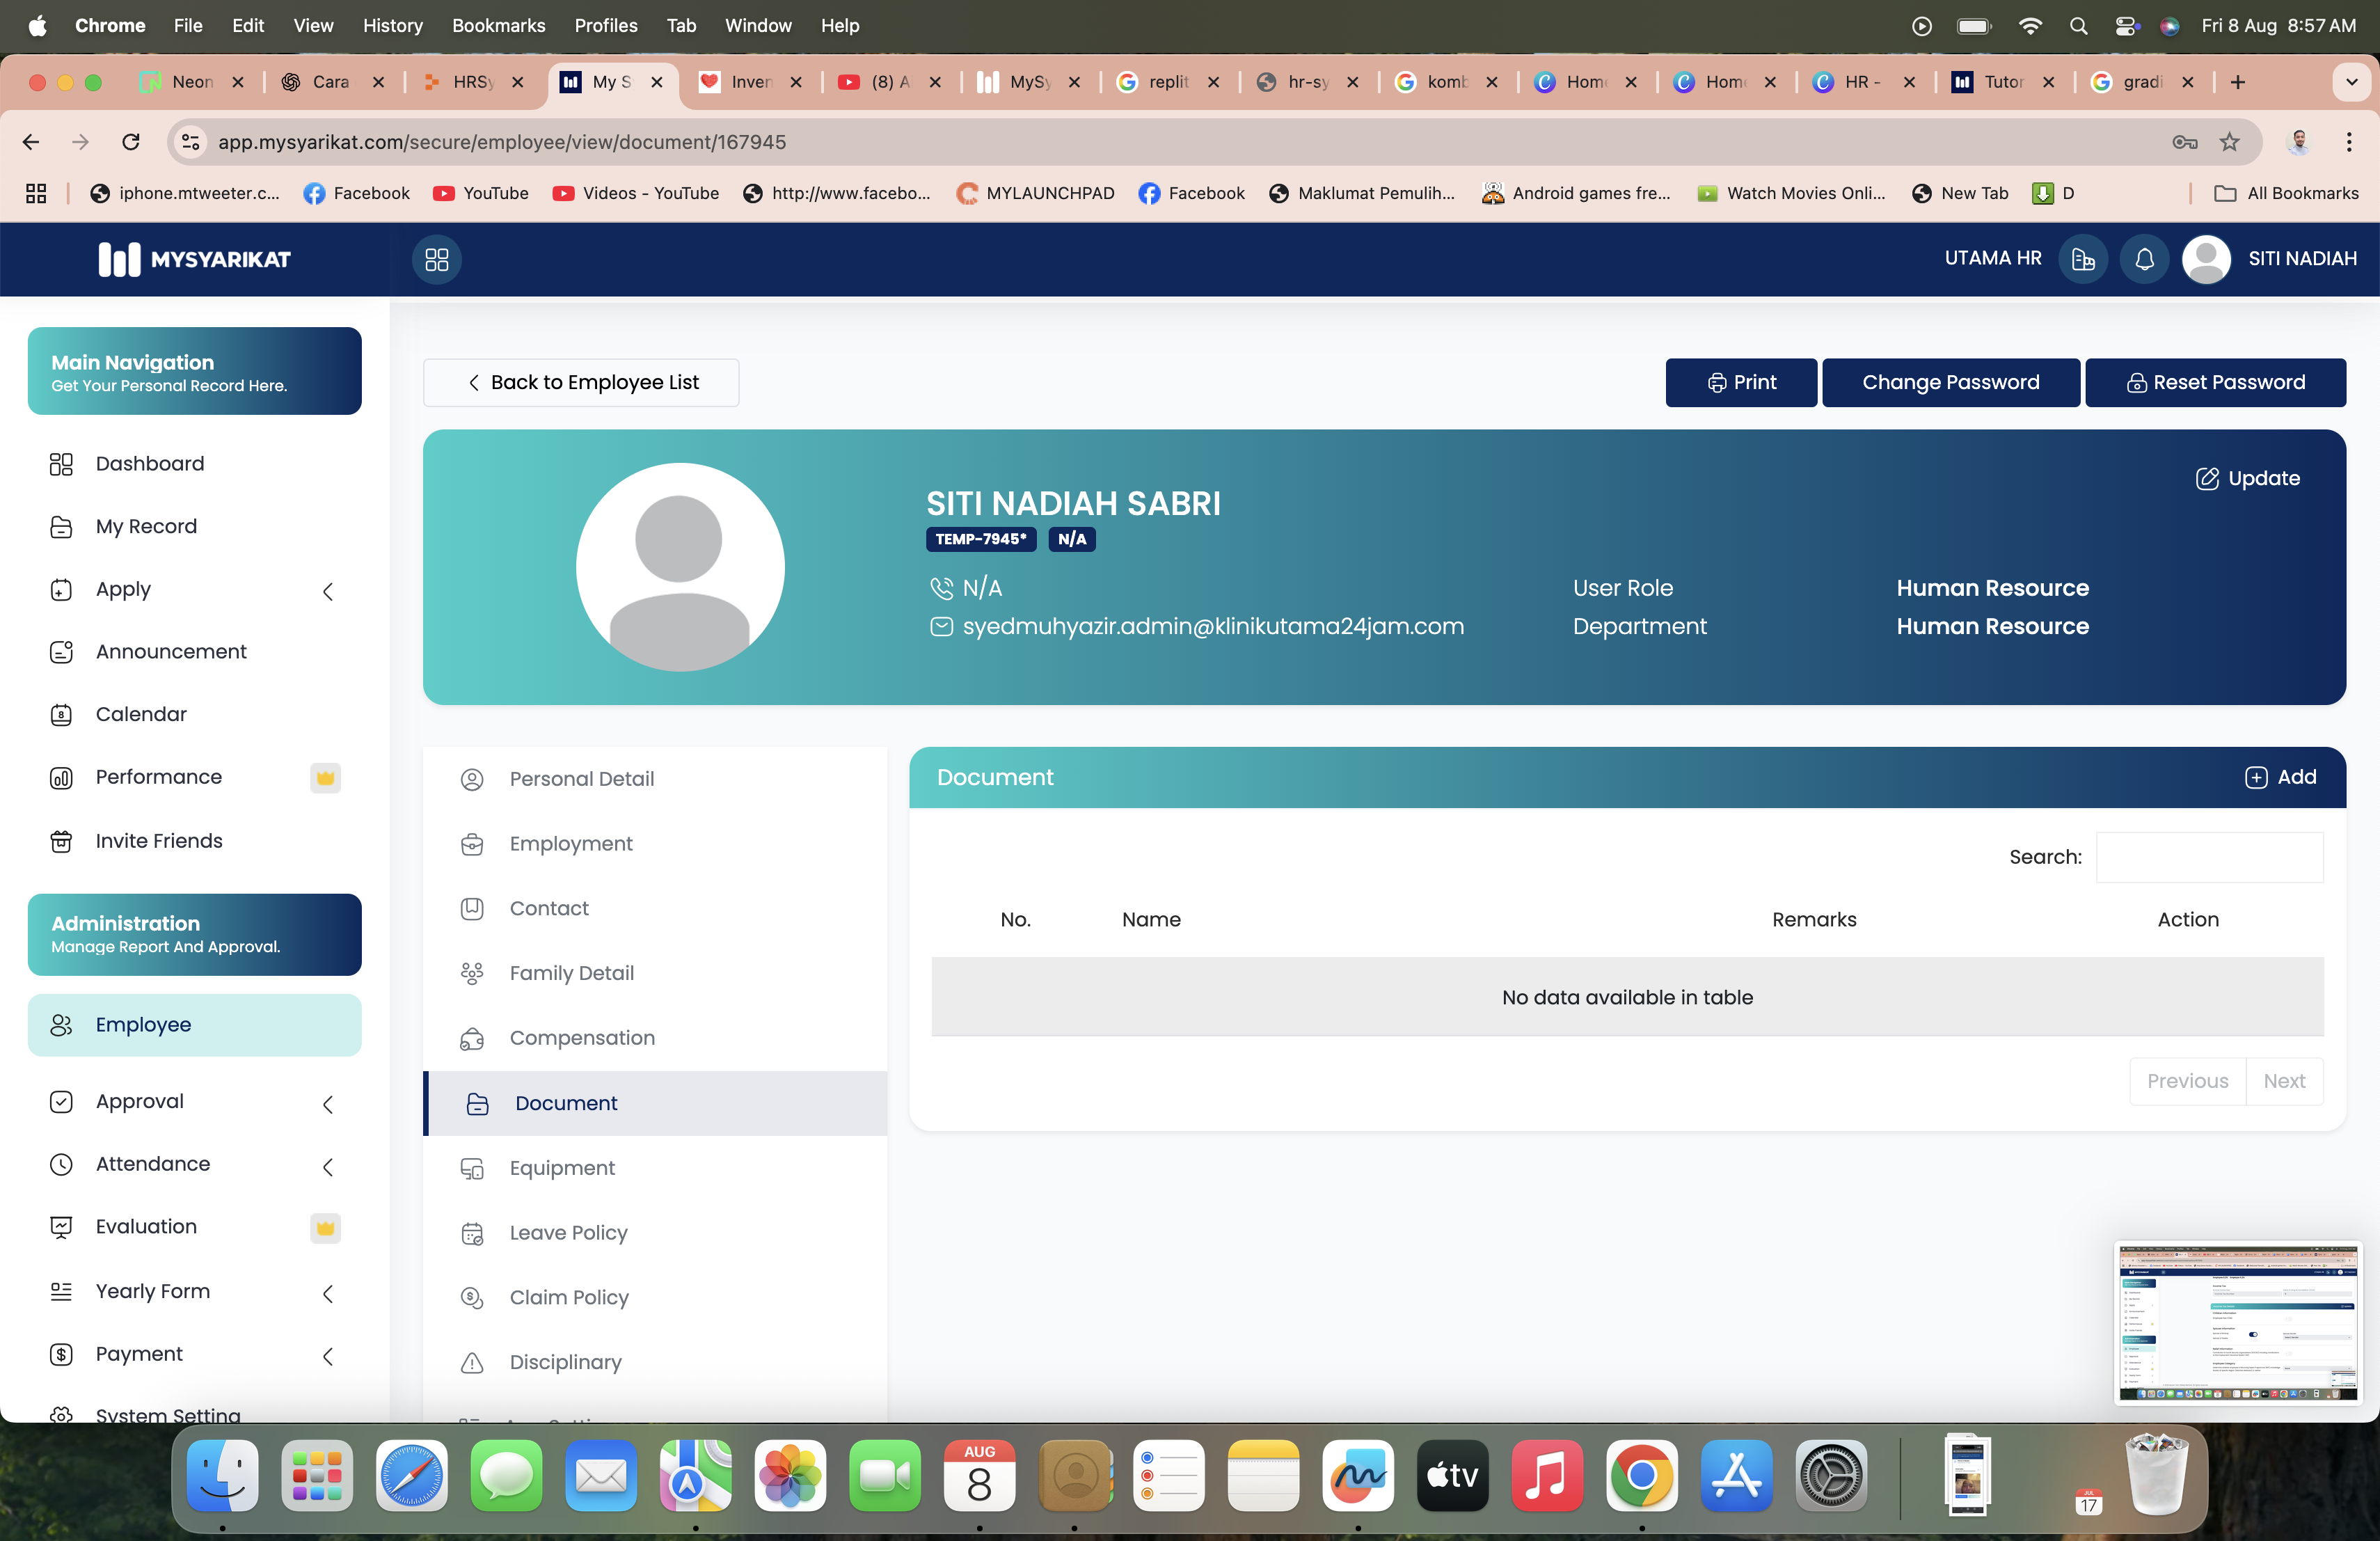 Chrome File Edit View History Bookmarks Profiles Tab Window Help Fri 8 Aug 8:57 AM
Neon Cara HRSy My S Inven (8) A MySy replit hr-sy komb Home Home HR - Tutor gradi
app.mysyarikat.com/secure/employee/view/document/167945
iphone.mtweeter.c... Facebook YouTube Videos - YouTube http://www.facebo... MYLAUNCHPAD Facebook Maklumat Pemulih... Android games fre... Watch Movies Onli... New Tab D All Bookmarks
MYSYARIKAT UTAMA HR SITI NADIAH
Main Navigation
Get Your Personal Record Here.
Dashboard
My Record
Apply
Announcement
8
Calendar
Performance
Invite Friends
Administration
Manage Report And Approval.
Employee
Approval
Attendance
Evaluation
Yearly Form
Payment
System Setting
Back to Employee List
Print Change Password Reset Password
Update
SITI NADIAH SABRI
TEMP-7945* N/A
N/A
syedmuhyazir.admin@klinikutama24jam.com
User Role Human Resource
Department Human Resource
Personal Detail
Employment
Contact
Family Detail
Compensation
Document
Equipment
Leave Policy
Claim Policy
Disciplinary
Document Add
Search:
No. Name Remarks Action
No data available in table
Previous Next
AUG
8
tv
JUL
17